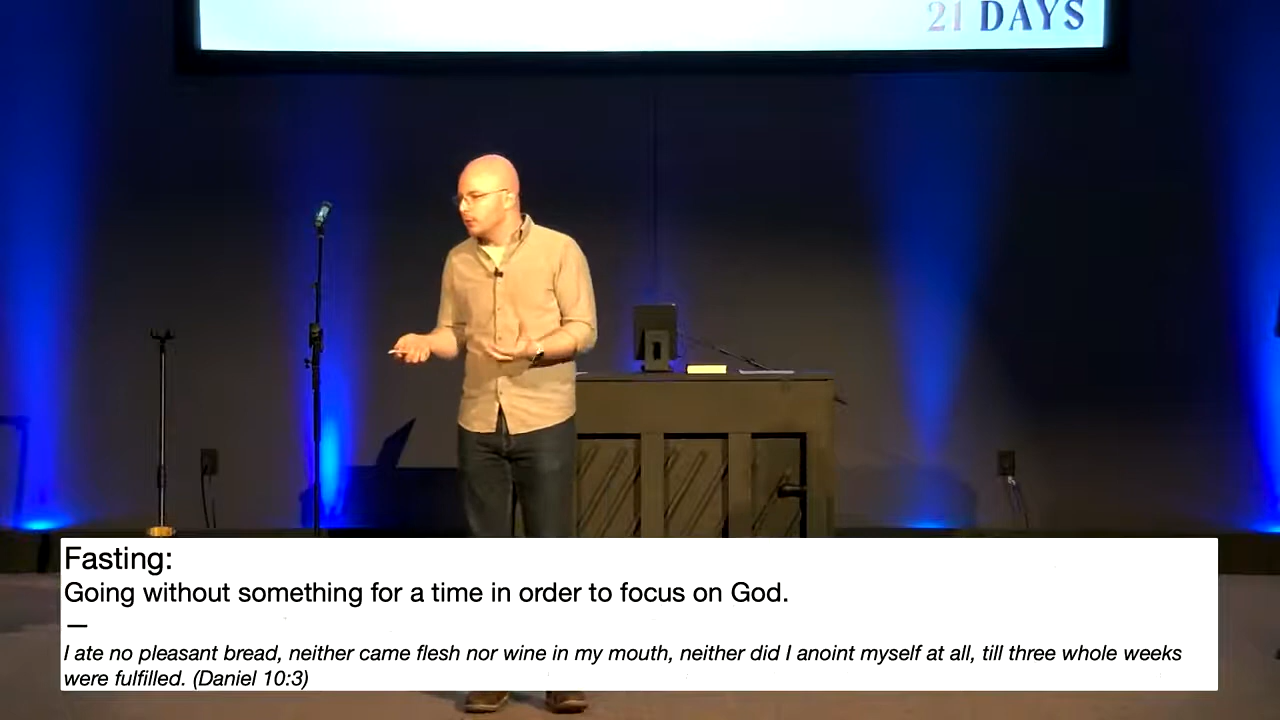 21 DAYS
Fasting:
Going without something for a time in order to focus on God.
—
I ate no pleasant bread, neither came flesh nor wine in my mouth, neither did I anoint myself at all, till three whole weeks
were fulfilled. (Daniel 10:3)